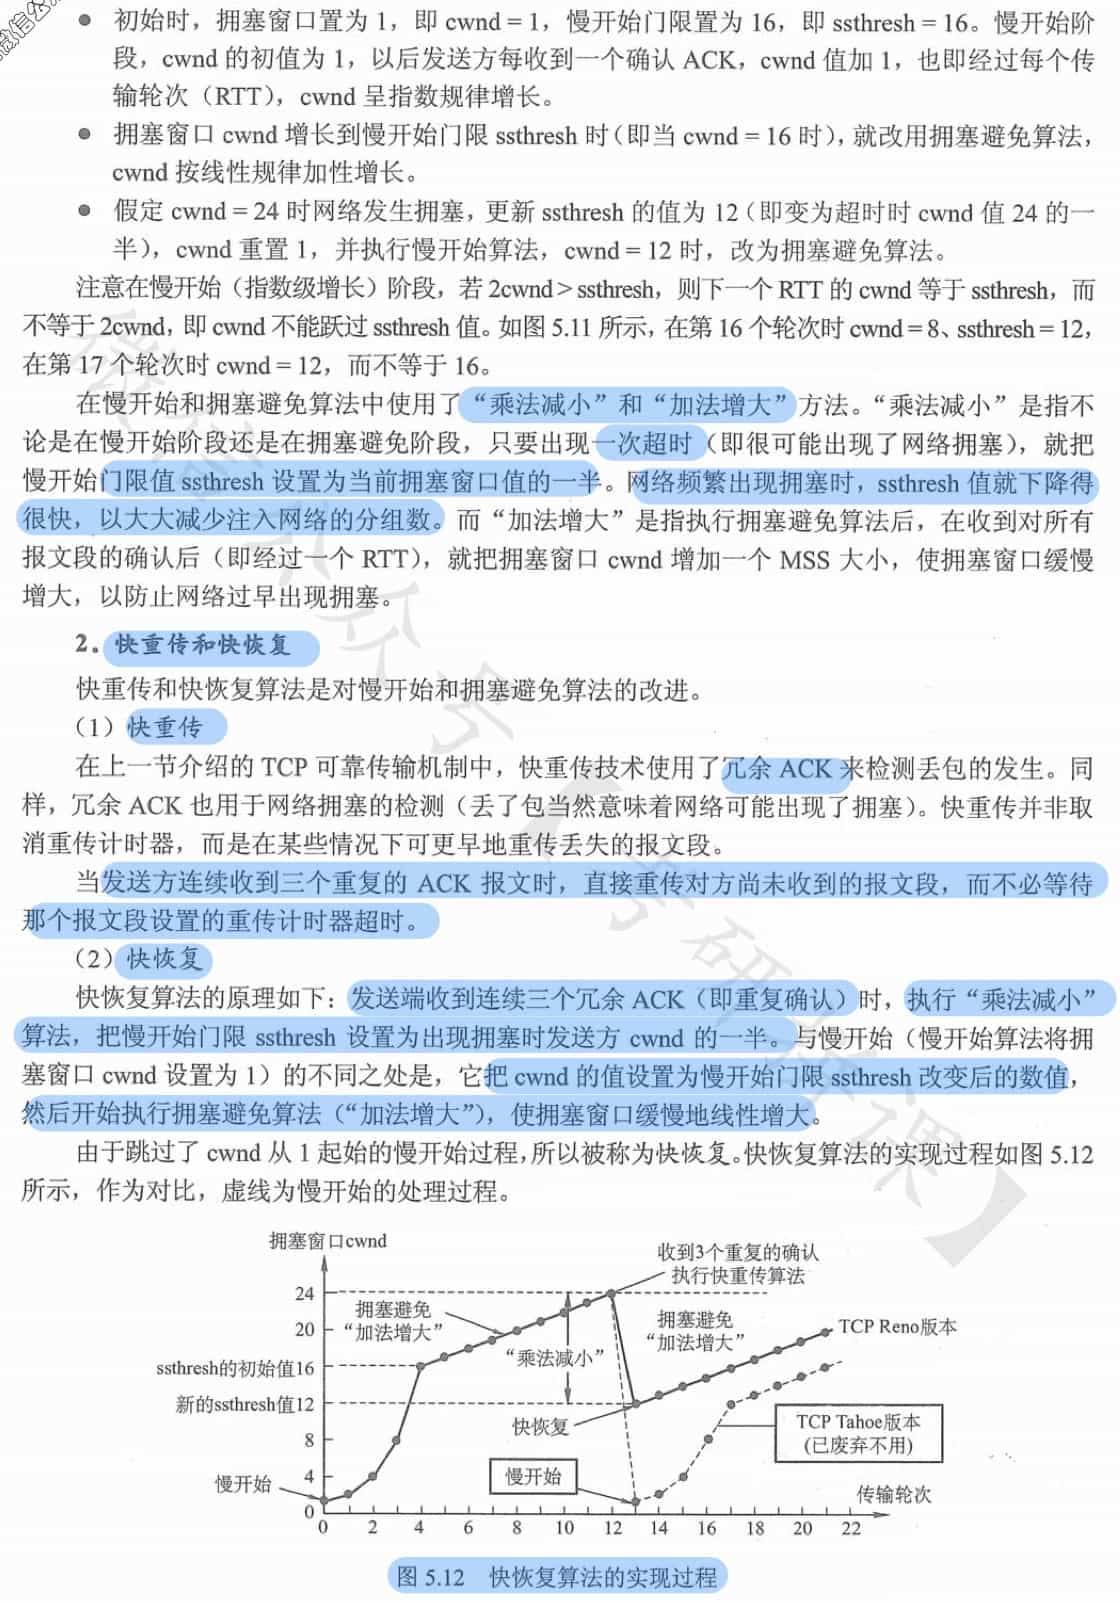 ● 初始时，拥塞窗口置为 1，即 cwnd = 1，慢开始门限置为 16，即 ssthresh = 16。慢开始阶
段，cwnd 的初值为 1，以后发送方每收到一个确认 ACK，cwnd 值加 1，也即经过每个传
输轮次（RTT），cwnd 呈指数规律增长。
● 拥塞窗口 cwnd 增长到慢开始门限 ssthresh 时（即当 cwnd = 16 时），就改用拥塞避免算法，
cwnd 按线性规律加性增长。
● 假定 cwnd = 24 时网络发生拥塞，更新 ssthresh 的值为 12（即变为超时时 cwnd 值 24 的一
半），cwnd 重置 1，并执行慢开始算法，cwnd = 12 时，改为拥塞避免算法。
注意在慢开始（指数级增长）阶段，若 2cwnd > ssthresh，则下一个 RTT 的 cwnd 等于 ssthresh，而
不等于 2cwnd，即 cwnd 不能跃过 ssthresh 值。如图 5.11 所示，在第 16 个轮次时 cwnd = 8、ssthresh = 12，
在第 17 个轮次时 cwnd = 12，而不等于 16。
在慢开始和拥塞避免算法中使用了“乘法减小”和“加法增大”方法。“乘法减小”是指不
论是在慢开始阶段还是在拥塞避免阶段，只要出现一次超时（即很可能出现了网络拥塞），就把
慢开始门限值 ssthresh 设置为当前拥塞窗口值的一半。网络频繁出现拥塞时，ssthresh 值就下降得
很快，以大大减少注入网络的分组数。而“加法增大”是指执行拥塞避免算法后，在收到对所有
报文段的确认后（即经过一个 RTT），就把拥塞窗口 cwnd 增加一个 MSS 大小，使拥塞窗口缓慢
增大，以防止网络过早出现拥塞。
2。快重传和快恢复
快重传和快恢复算法是对慢开始和拥塞避免算法的改进。
（1）快重传
在上一节介绍的 TCP 可靠传输机制中，快重传技术使用了冗余 ACK 来检测丢包的发生。同
样，冗余 ACK 也用于网络拥塞的检测（丢了包当然意味着网络可能出现了拥塞）。快重传并非取
消重传计时器，而是在某些情况下可更早地重传丢失的报文段。
当发送方连续收到三个重复的 ACK 报文时，直接重传对方尚未收到的报文段，而不必等待
那个报文段设置的重传计时器超时。
（2）快恢复
快恢复算法的原理如下：发送端收到连续三个冗余 ACK（即重复确认）时，执行“乘法减小”
算法，把慢开始门限 ssthresh 设置为出现拥塞时发送方 cwnd 的一半。与慢开始（慢开始算法将拥
塞窗口 cwnd 设置为 1）的不同之处是，它把 cwnd 的值设置为慢开始门限 ssthresh 改变后的数值，
然后开始执行拥塞避免算法（“加法增大”），使拥塞窗口缓慢地线性增大。
由于跳过了 cwnd 从 1 起始的慢开始过程，所以被称为快恢复。快恢复算法的实现过程如图 5.12
所示，作为对比，虚线为慢开始的处理过程。
拥塞窗口cwnd
收到3个重复的确认
执行快重传算法
24
拥塞避免
“加法增大”
20
拥塞避免
“加法增大”
TCP Reno版本
“乘法减小”
ssthresh的初始值16
新的ssthresh值12
快恢复
TCP Tahoe版本
(已废弃不用)
8
慢开始
4
慢开始
传输轮次
0
0 2 4 6 8 10 12 14 16 18 20 22
图 5.12 快恢复算法的实现过程